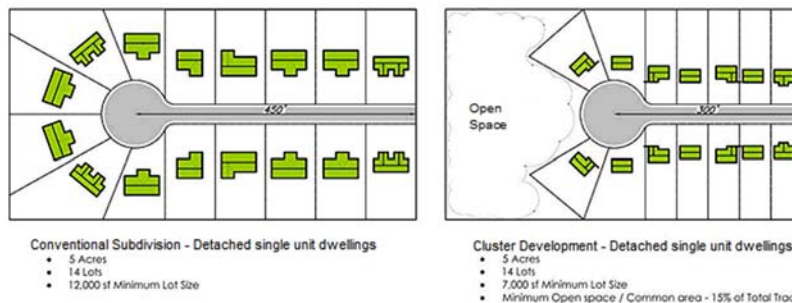 450'
Open
Space
300'
Conventional Subdivision - Detached single unit dwellings
• 5 Acres
• 14 Lots
• 12,000 sf Minimum Lot Size
Cluster Development - Detached single unit dwellings
• 5 Acres
• 14 Lots
• 7,000 sf Minimum Lot Size
• Minimum Open space / Common area - 15% of Total Trac